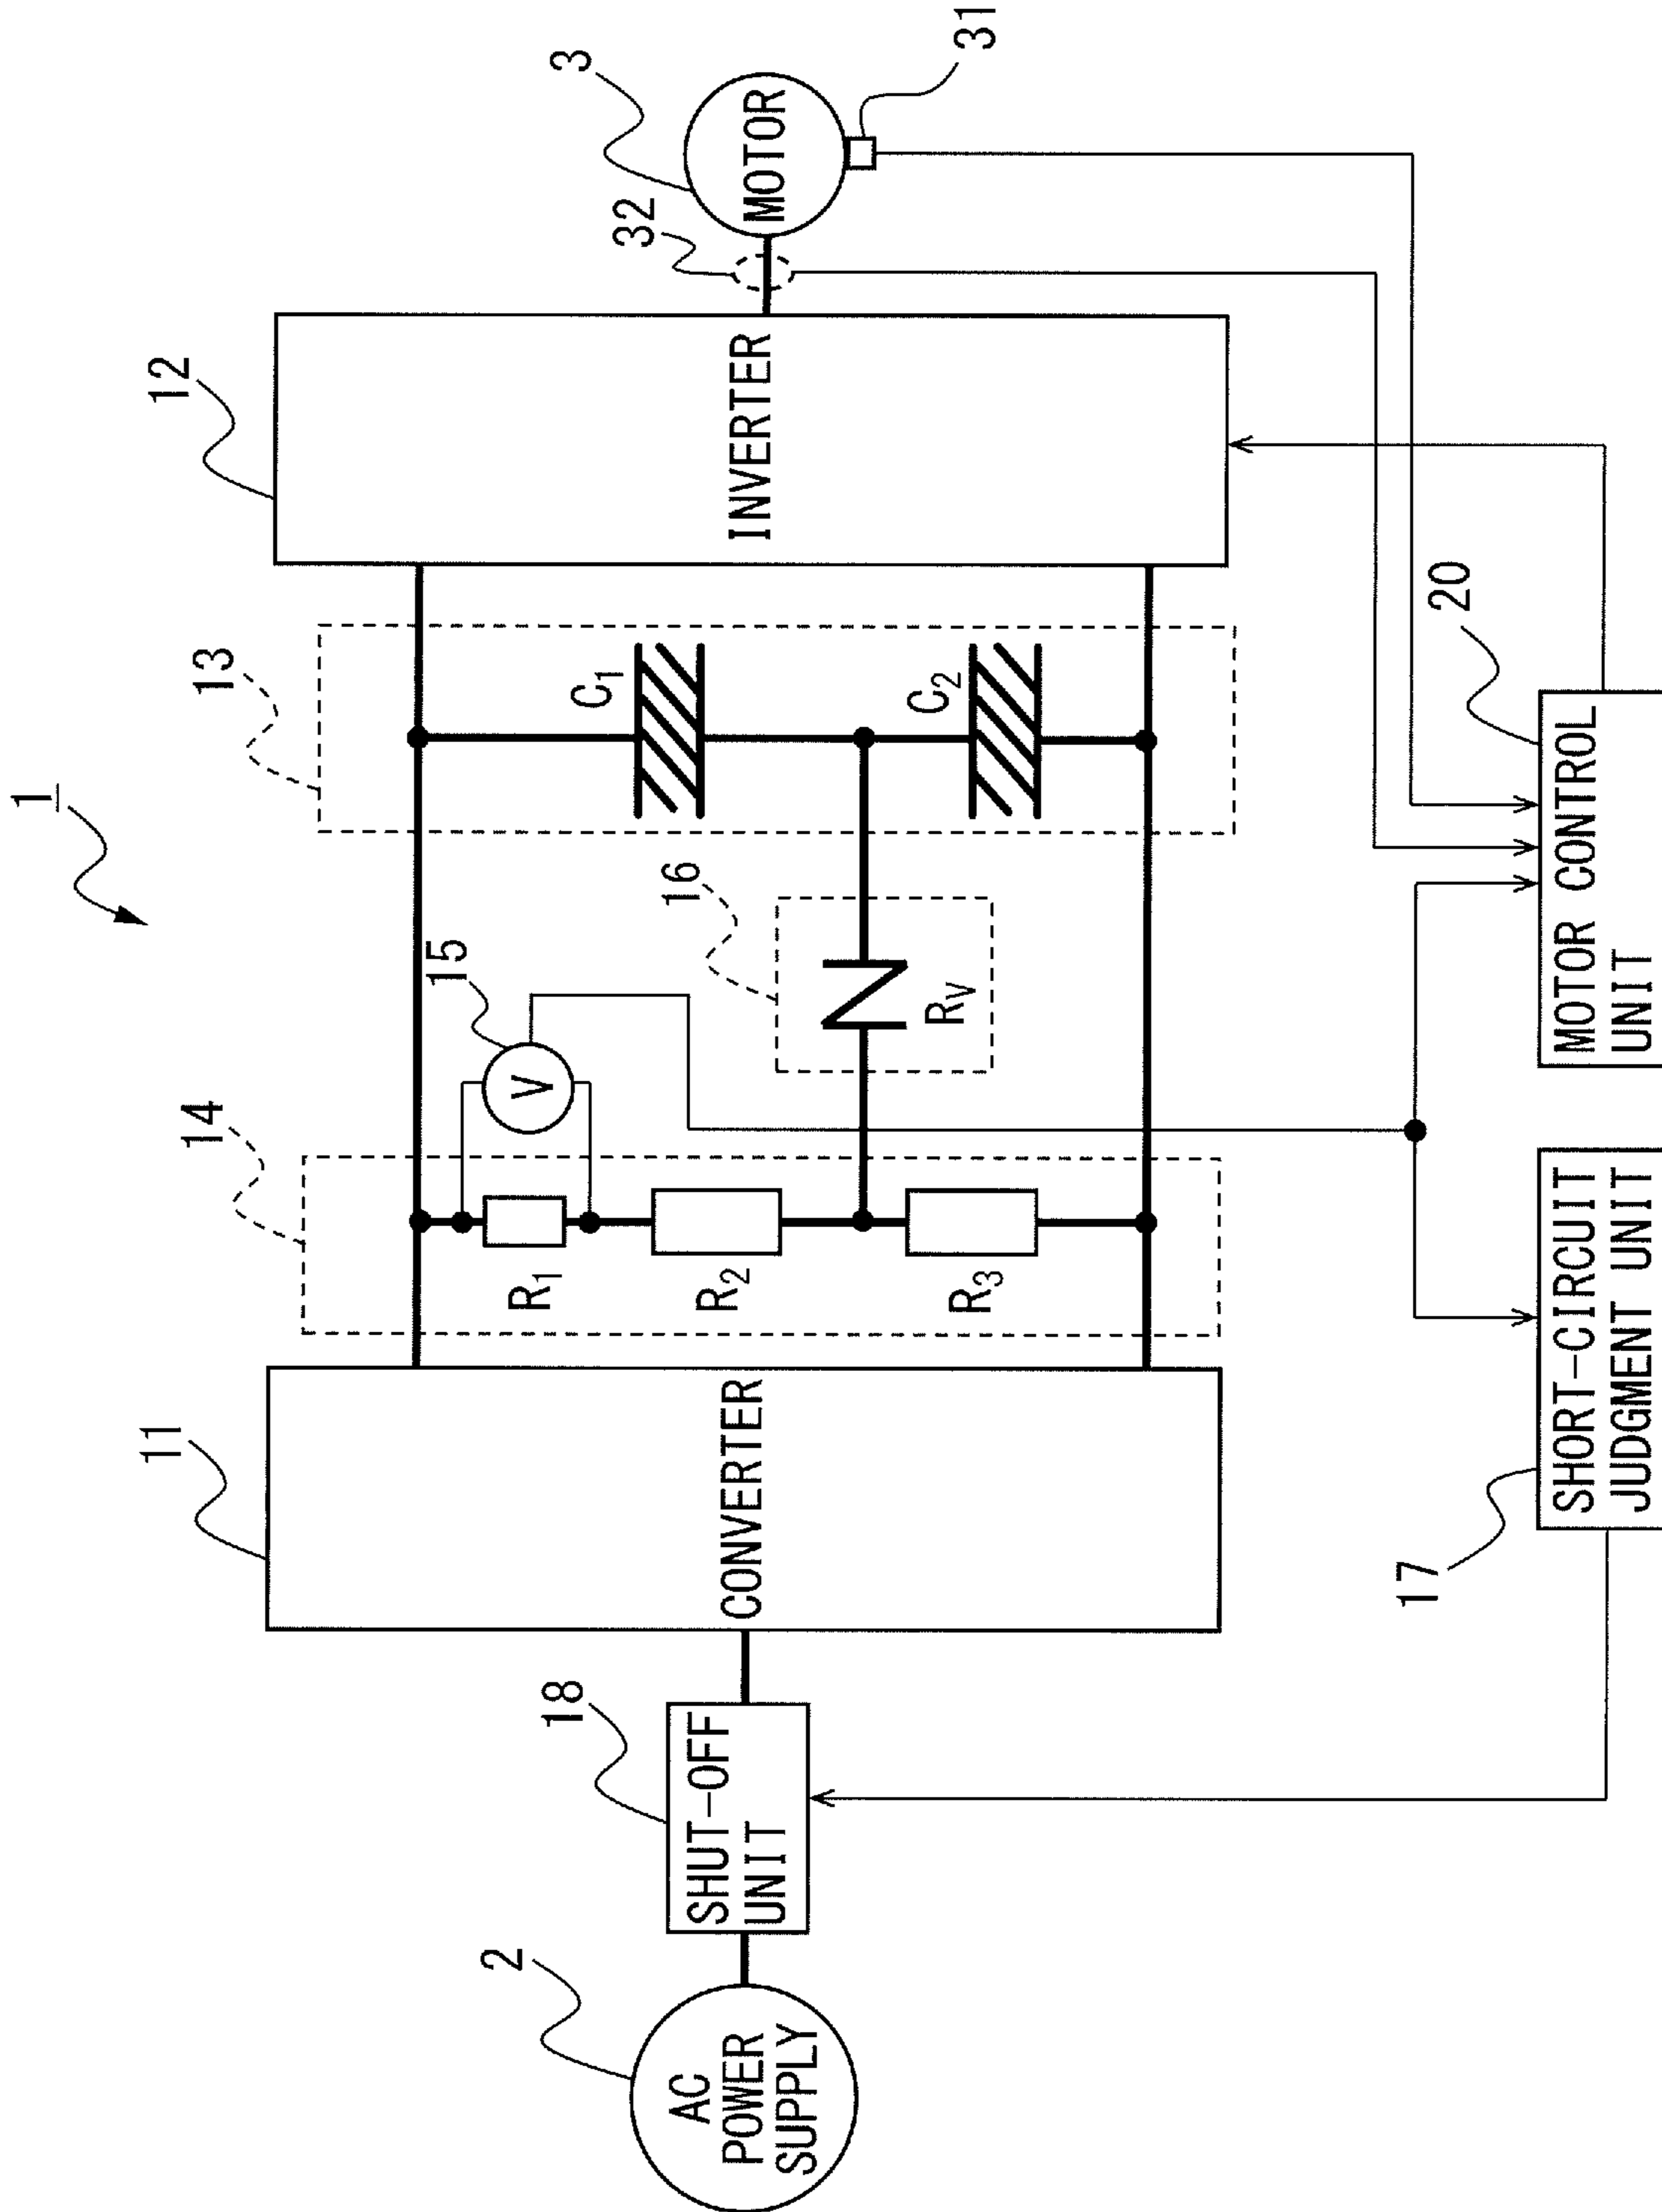 1
11
14
15
16
13
12
32
3
31
2
AC
POWER
SUPPLY
18
SHUT-OFF
UNIT
CONVERTER
R1
R2
R3
V
RV
C1
C2
INVERTER
MOTOR
17
SHORT-CIRCUIT
JUDGMENT UNIT
20
MOTOR CONTROL
UNIT